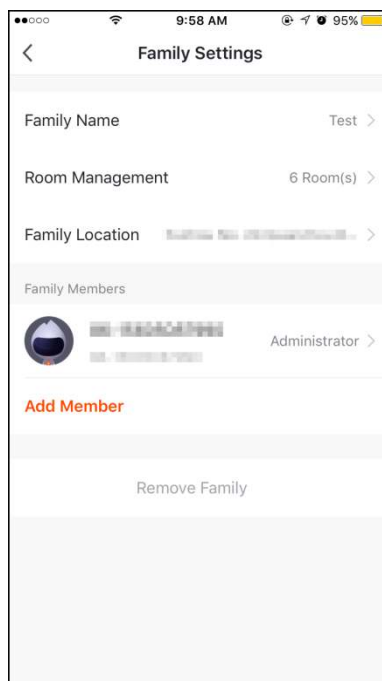 9:58 AM 95%
Family Settings
Family Name Test
Room Management 6 Room(s)
Family Location
Family Members
Administrator
Add Member
Remove Family